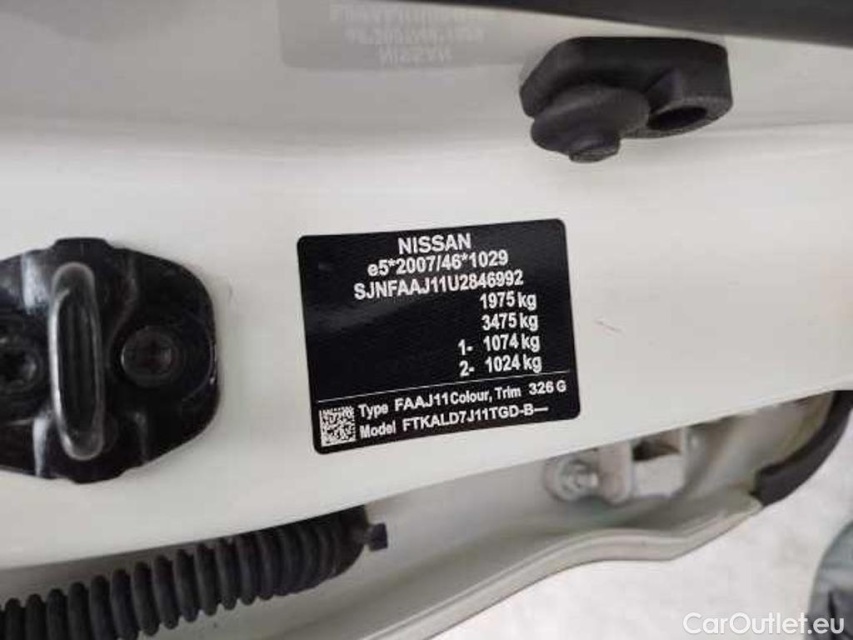 NISSAN
e5*2007/46*1029
SJNFAAJ11U2846992
1975 kg
3475 kg
1- 1074 kg
2- 1024 kg
Type FAAJ11 Colour, Trim 326 G
Model FTKALD7J11TGD-B—
CarOutlet.eu